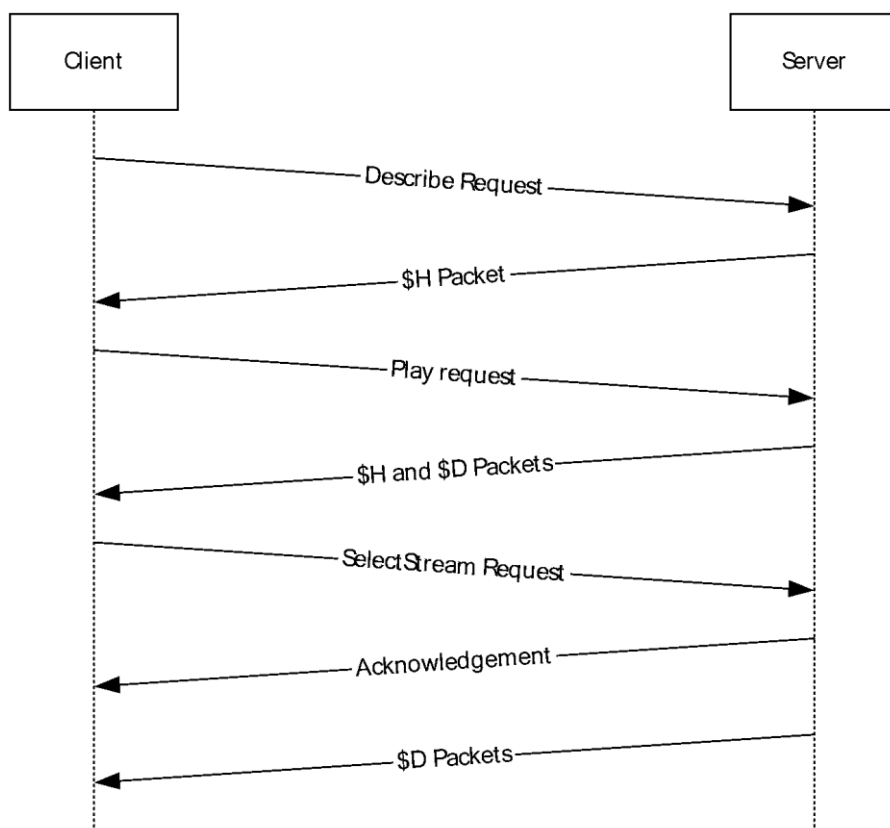 Client
Server
Describe Request
$H Packet
Play request
$H and $D Packets
SelectStream Request
Acknowledgement
$D Packets